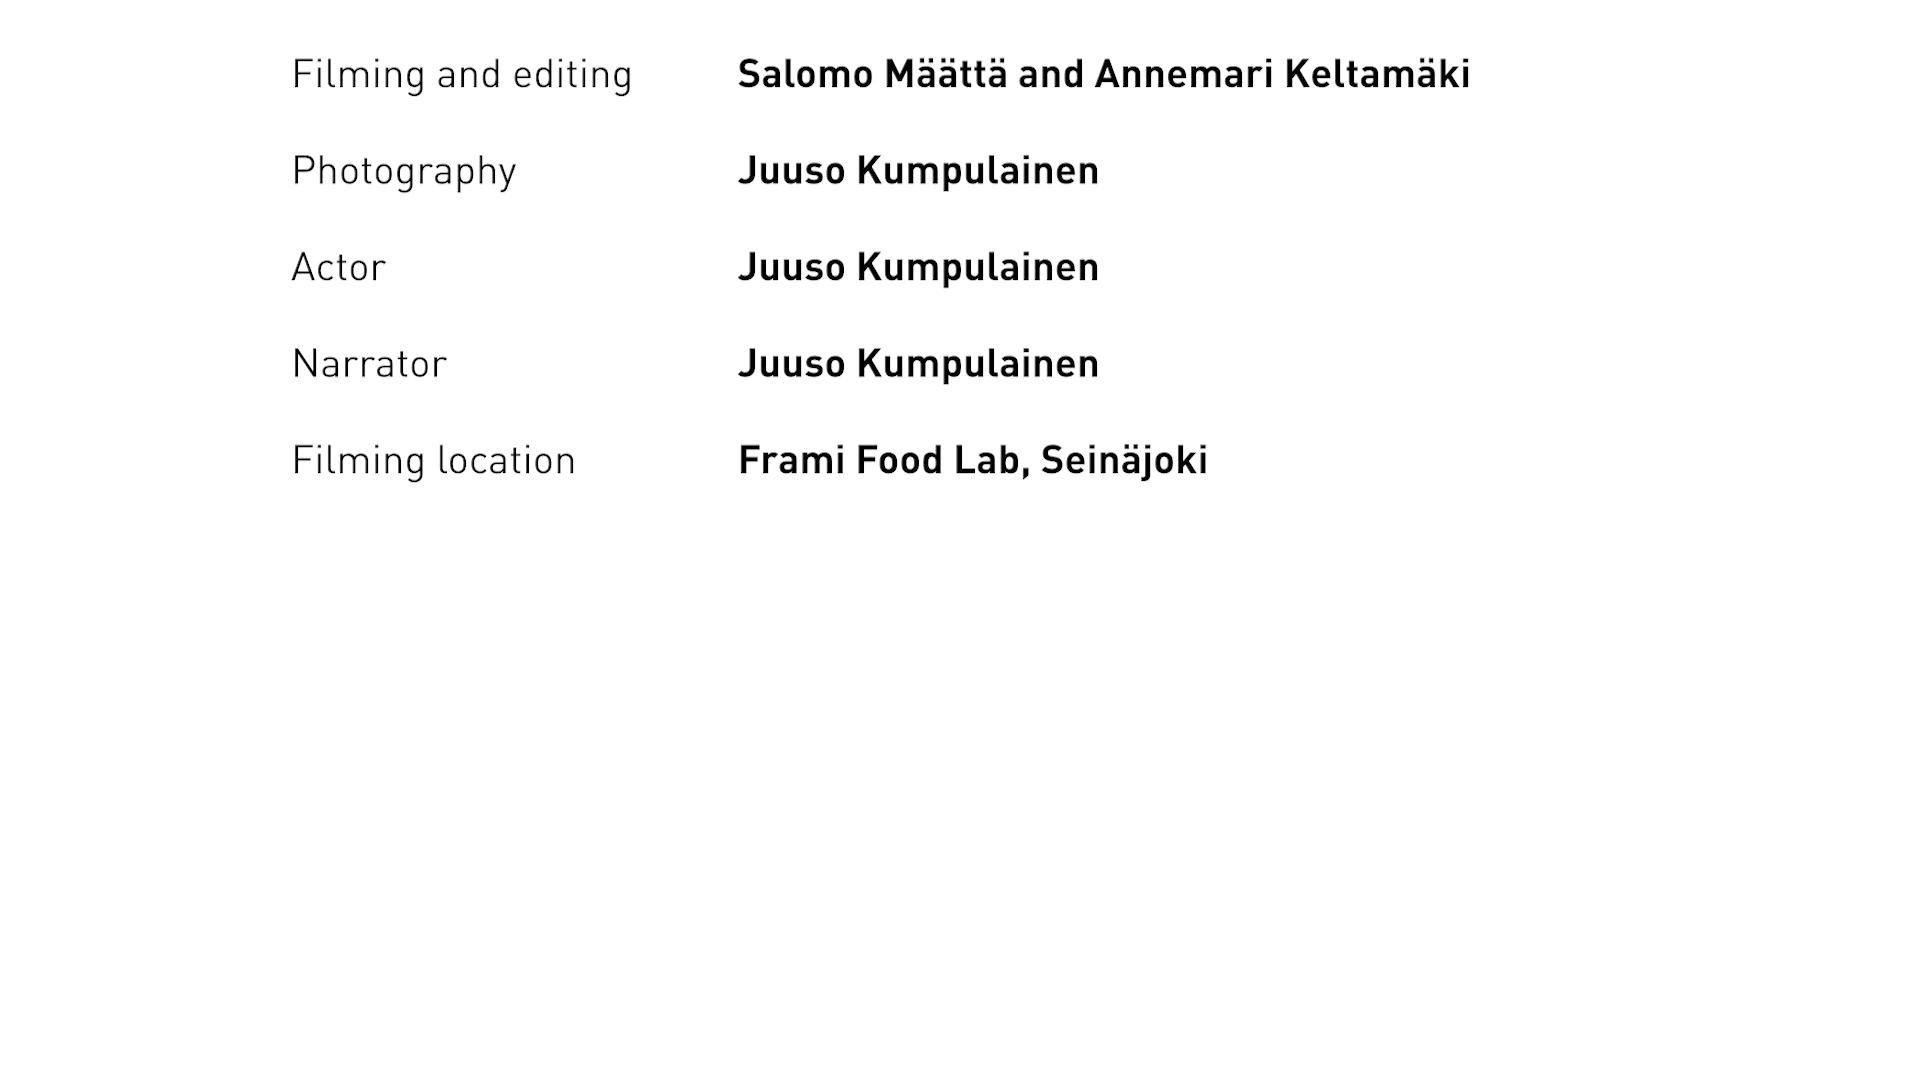 Filming and editing Salomo Määttä and Annemari Keltamäki
Photography Juuso Kumpulainen
Actor Juuso Kumpulainen
Narrator Juuso Kumpulainen
Filming location Frami Food Lab, Seinäjoki